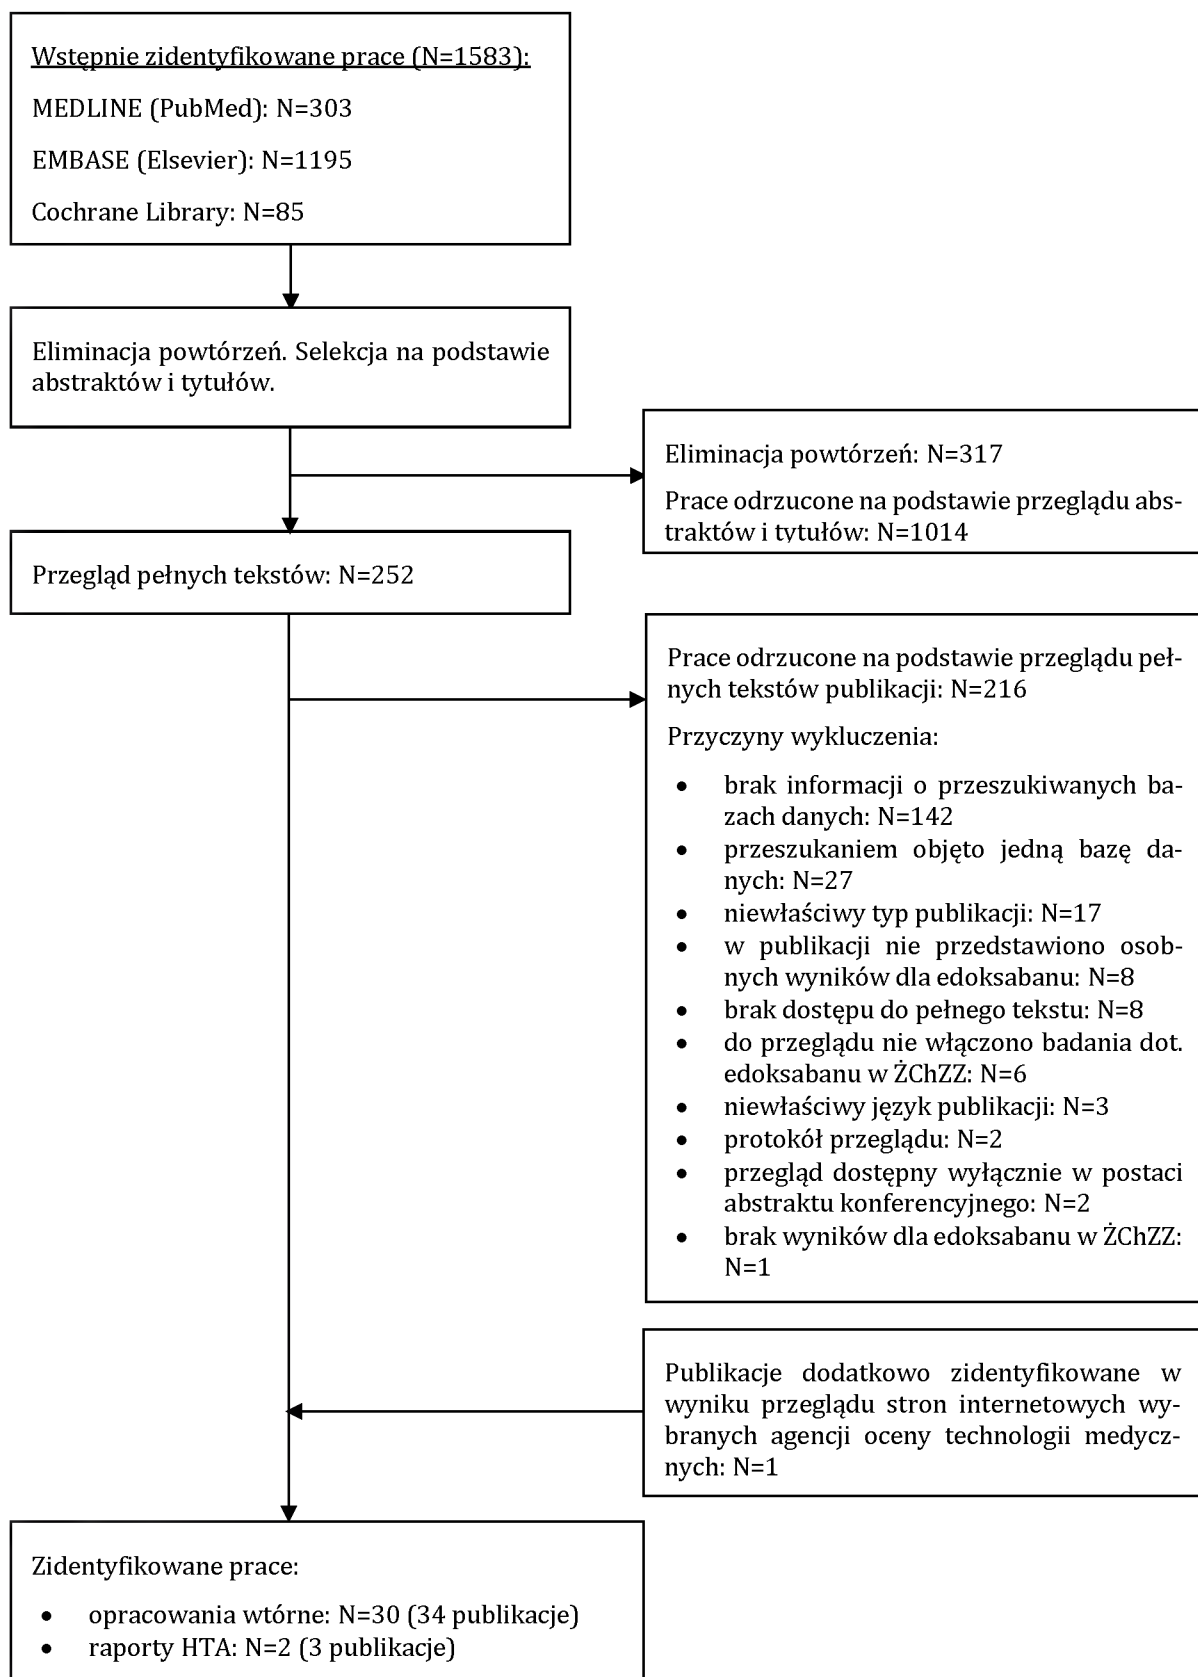 Wstępnie zidentyfikowane prace (N=1583):
MEDLINE (PubMed): N=303
EMBASE (Elsevier): N=1195
Cochrane Library: N=85
Eliminacja powtórzeń. Selekcja na podstawie
abstraktów i tytułów.
Eliminacja powtórzeń: N=317
Prace odrzucone na podstawie przeglądu abs-
traktów i tytułów: N=1014
Przegląd pełnych tekstów: N=252
Prace odrzucone na podstawie przeglądu peł-
nych tekstów publikacji: N=216
Przyczyny wykluczenia:
• brak informacji o przeszukiwanych ba-
zach danych: N=142
• przeszukaniem objęto jedną bazę da-
nych: N=27
• niewłaściwy typ publikacji: N=17
• w publikacji nie przedstawiono osob-
nych wyników dla edoksabanu: N=8
• brak dostępu do pełnego tekstu: N=8
• do przeglądu nie włączono badania dot.
edoksabanu w ŻChZZ: N=6
• niewłaściwy język publikacji: N=3
• protokół przeglądu: N=2
• przegląd dostępny wyłącznie w postaci
abstraktu konferencyjnego: N=2
• brak wyników dla edoksabanu w ŻChZZ:
N=1
Publikacje dodatkowo zidentyfikowane w
wyniku przeglądu stron internetowych wy-
branych agencji oceny technologii medycz-
nych: N=1
Zidentyfikowane prace:
• opracowania wtórne: N=30 (34 publikacje)
• raporty HTA: N=2 (3 publikacje)